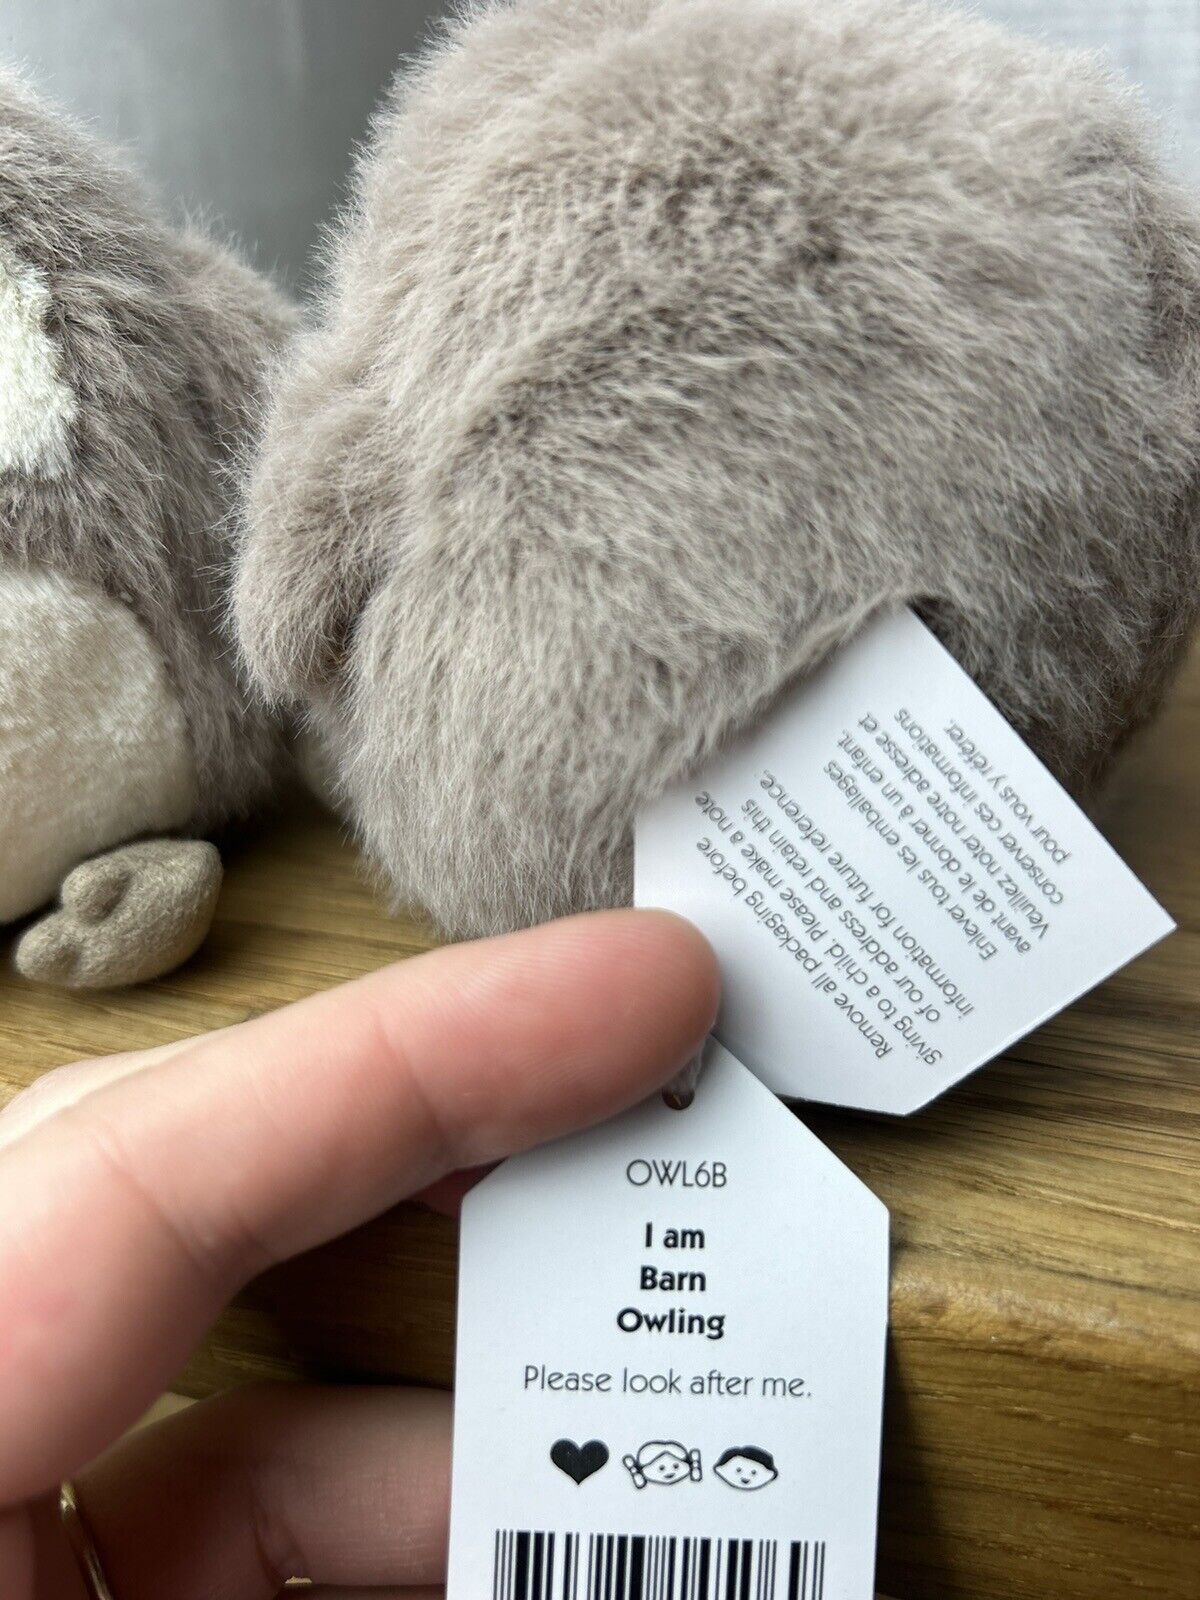 Remove all packaging before
giving to a child. Please make a note
of our address and retain this
information for future reference.
Enlever tous les emballages
avant de le donner à un enfant.
Veuillez noter notre adresse et
conserver ces informations
pour vous y référer.
OWL6B
I am
Barn
Owling
Please look after me.